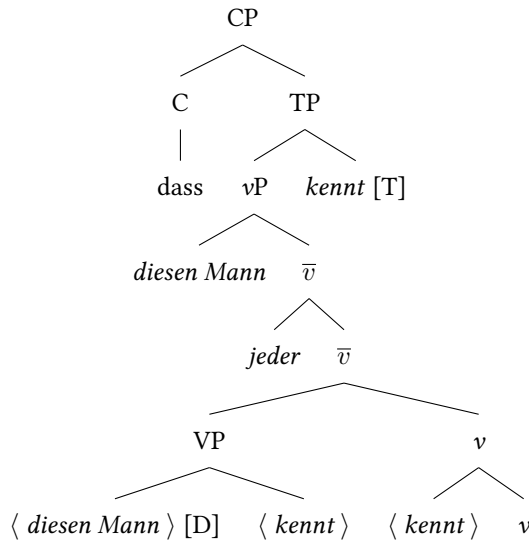 CP
C TP
dass vP kennt [T]
diesen Mann v̅
jeder v̅
VP v
⟨ diesen Mann ⟩ [D] ⟨ kennt ⟩ ⟨ kennt ⟩ v